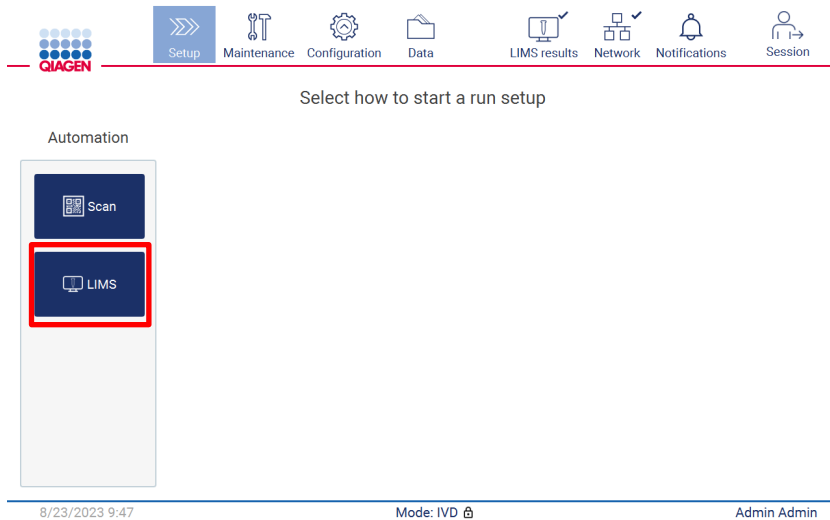 QIAGEN
Setup Maintenance Configuration Data LIMS results Network Notifications Session
Select how to start a run setup
Automation
Scan
LIMS
8/23/2023 9:47 Mode: IVD Admin Admin